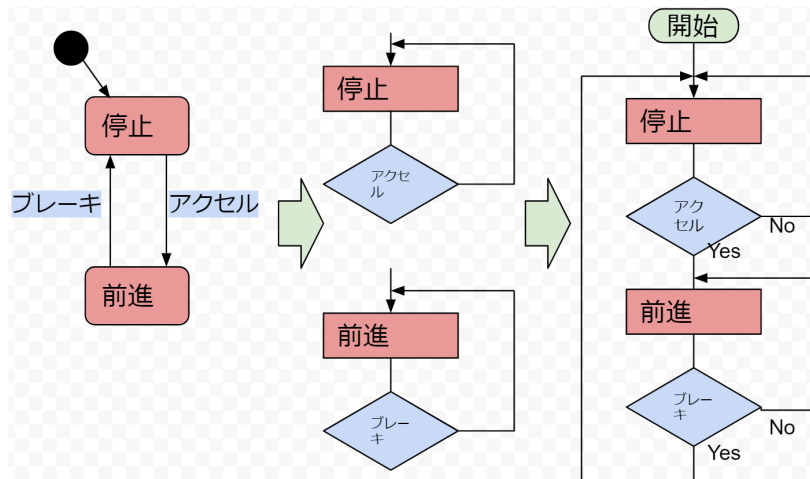 停止
ブレーキ
アクセル
前進
停止
アクセ
ル
前進
ブレー
キ
開始
停止
アク
セル
No
Yes
前進
ブレー
キ
No
Yes